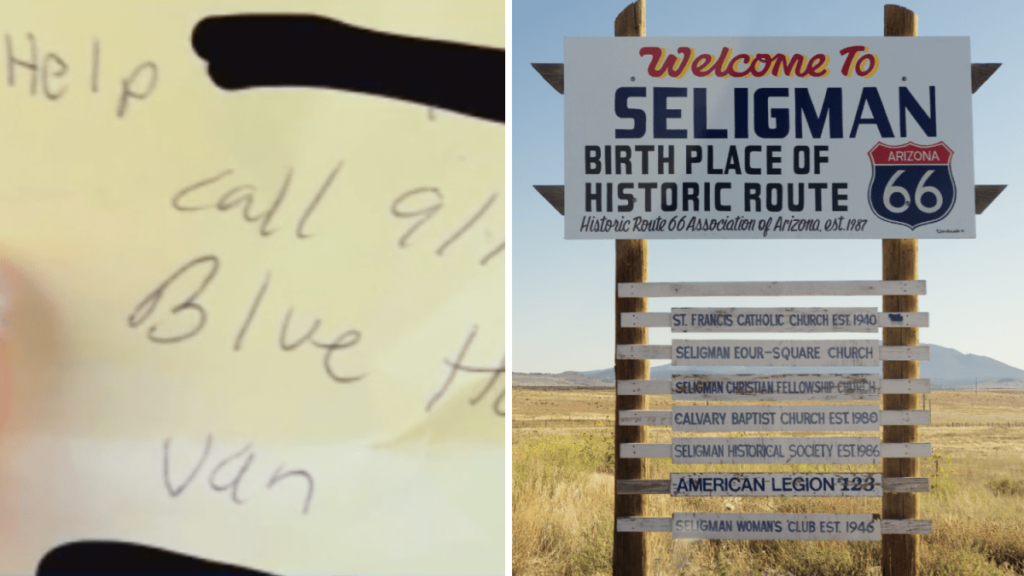 Help
call 91
Blue H
van
Welcome To
SELIGMAN
BIRTH PLACE OF
HISTORIC ROUTE
ARIZONA
66
Historic Route 66 Association of Arizona, est. 1987
ST. FRANCIS CATHOLIC CHURCH EST. 1940
SELIGMAN EOUR-SQUARE CHURCH
SELIGMAN CHRISTIAN FELLOWSHIP CHURCH
CALVARY BAPTIST CHURCH EST. 1980
SELIGMAN HISTORICAL SOCIETY EST. 1986
AMERICAN LEGION 123
SELIGMAN WOMAN'S CLUB EST. 1946